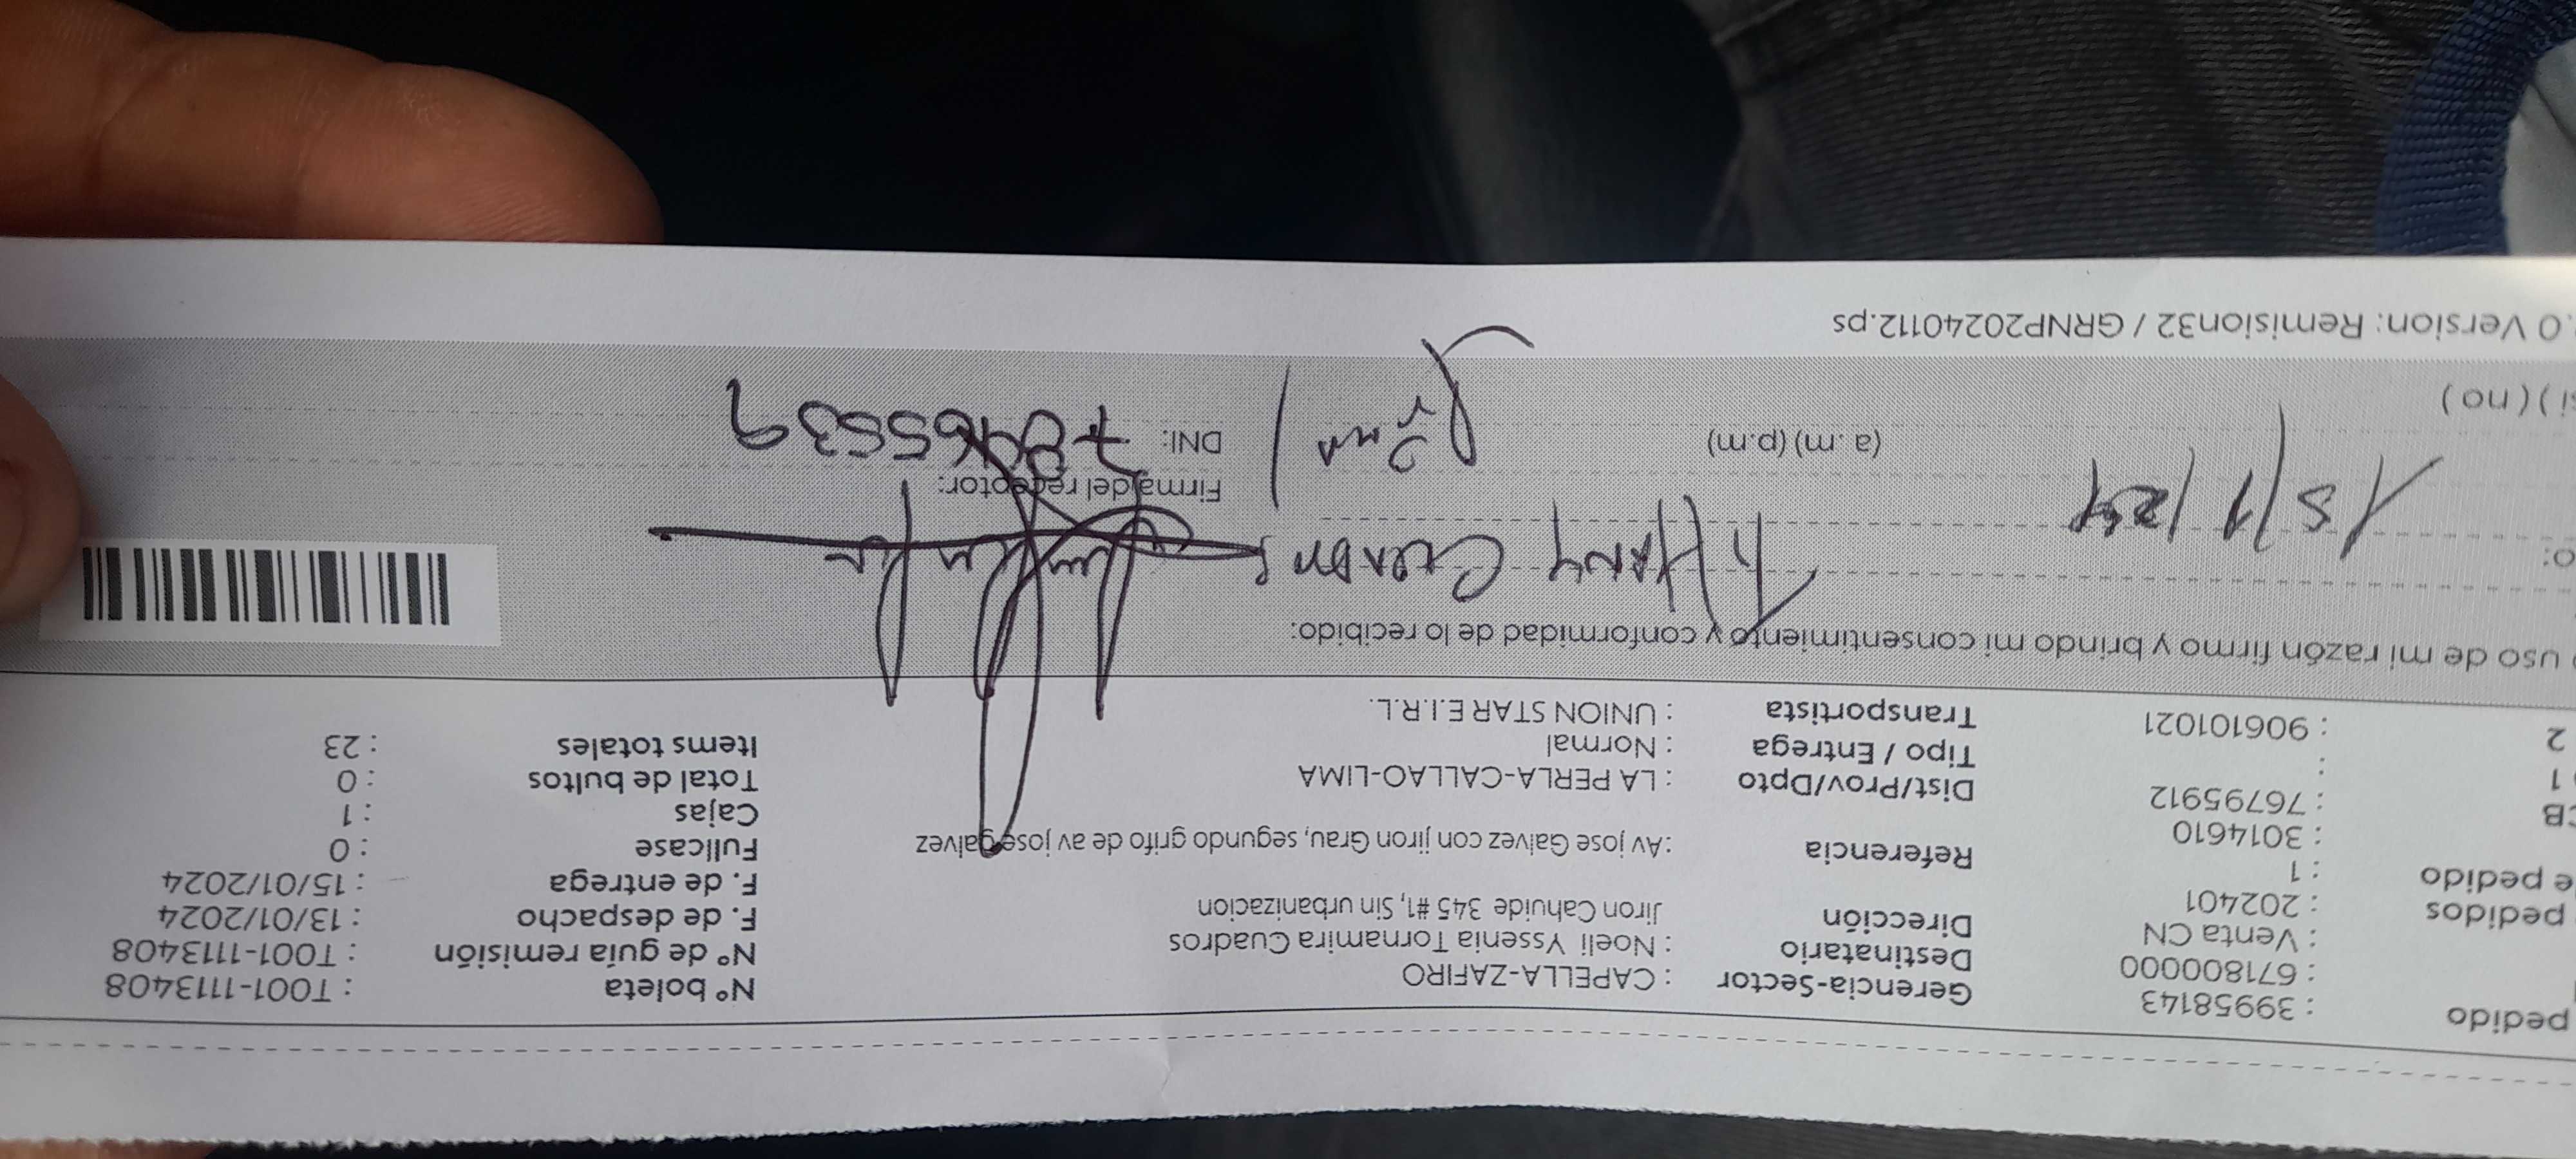 pedido : 39958143 Gerencia-Sector : CAPELLA-ZAFIRO Nº boleta : T001-1113408
: 671800000 Destinatario : Noeli Yssenia Tornamira Cuadros Nº de guía remisión : T001-1113408
pedidos : Venta CN Dirección Jiron Cahuide 345 #1, Sin urbanizacion F. de despacho : 13/01/2024
e pedido : 202401 F. de entrega : 15/01/2024
: 1 Referencia : Av jose Galvez con jiron Grau, segundo grifo de av jose galvez Fullcase : 0
CB : 3014610 Cajas : 1
1 : 76795912 Dist/Prov/Dpto : LA PERLA-CALLAO-LIMA Total de bultos : 0
2 : Tipo / Entrega : Normal Items totales : 23
: 906101021 Transportista : UNION STAR E.I.R.L.
uso de mi razón firmo y brindo mi consentimiento y conformidad de lo recibido:
o: 15/1/24 Tifhany
Firma del receptor:
(a.m) (p.m) DNI:
si ) ( no )
.0 Version: Remision32 / GRNP20240112.ps